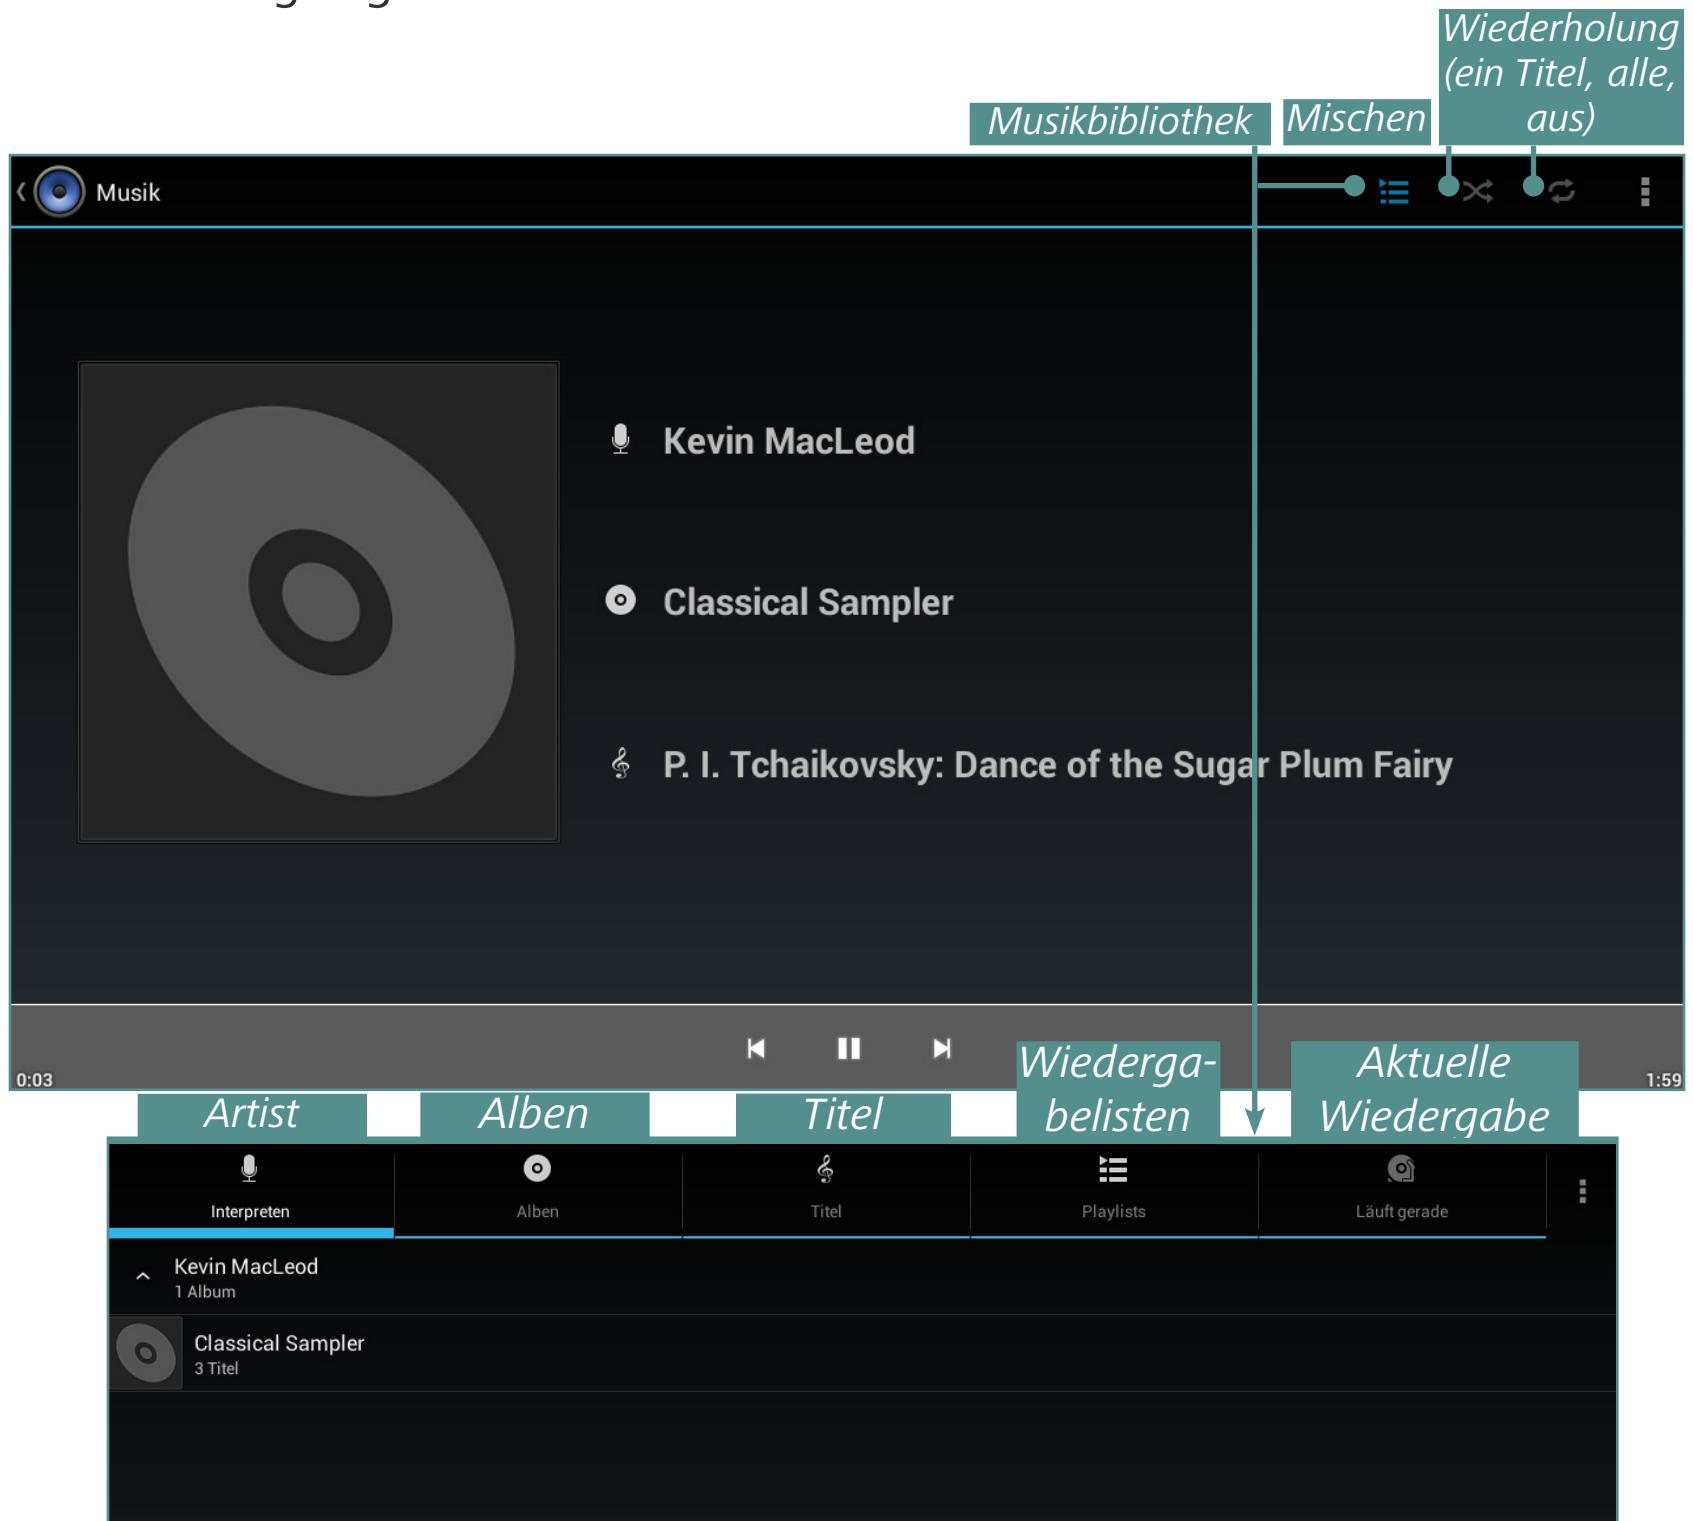 Wiederholung
(ein Titel, alle,
aus)
Musikbibliothek
Mischen
Musik
Kevin MacLeod
Classical Sampler
P. I. Tchaikovsky: Dance of the Sugar Plum Fairy
0:03
1:59
Artist
Alben
Titel
Wiederga-
belisten
Aktuelle
Wiedergabe
Interpreten
Alben
Titel
Playlists
Läuft gerade
Kevin MacLeod
1 Album
Classical Sampler
3 Titel